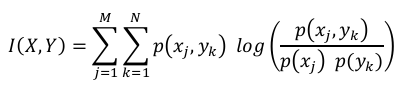 I(X,Y) = \sum_{j=1}^{M} \sum_{k=1}^{N} p(x_j, y_k) \ log \left( \frac{p(x_j, y_k)}{p(x_j) \ p(y_k)} \right)